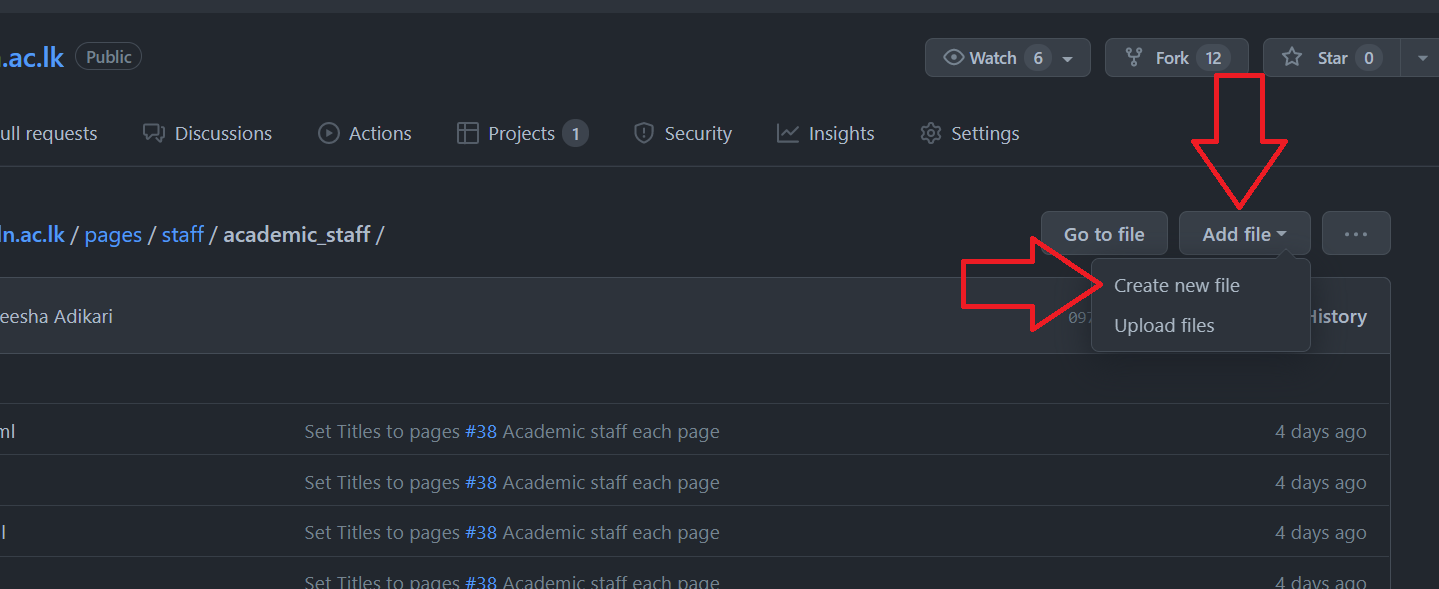 .ac.lk Public Watch 6 Fork 12 Star 0
ull requests Discussions Actions Projects 1 Security Insights Settings
ln.ac.lk / pages / staff / academic_staff / Go to file Add file ...
Create new file
eesha Adikari 097 History
Upload files
ml Set Titles to pages #38 Academic staff each page 4 days ago
Set Titles to pages #38 Academic staff each page 4 days ago
l Set Titles to pages #38 Academic staff each page 4 days ago
Set Titles to pages #38 Academic staff each page 4 days ago